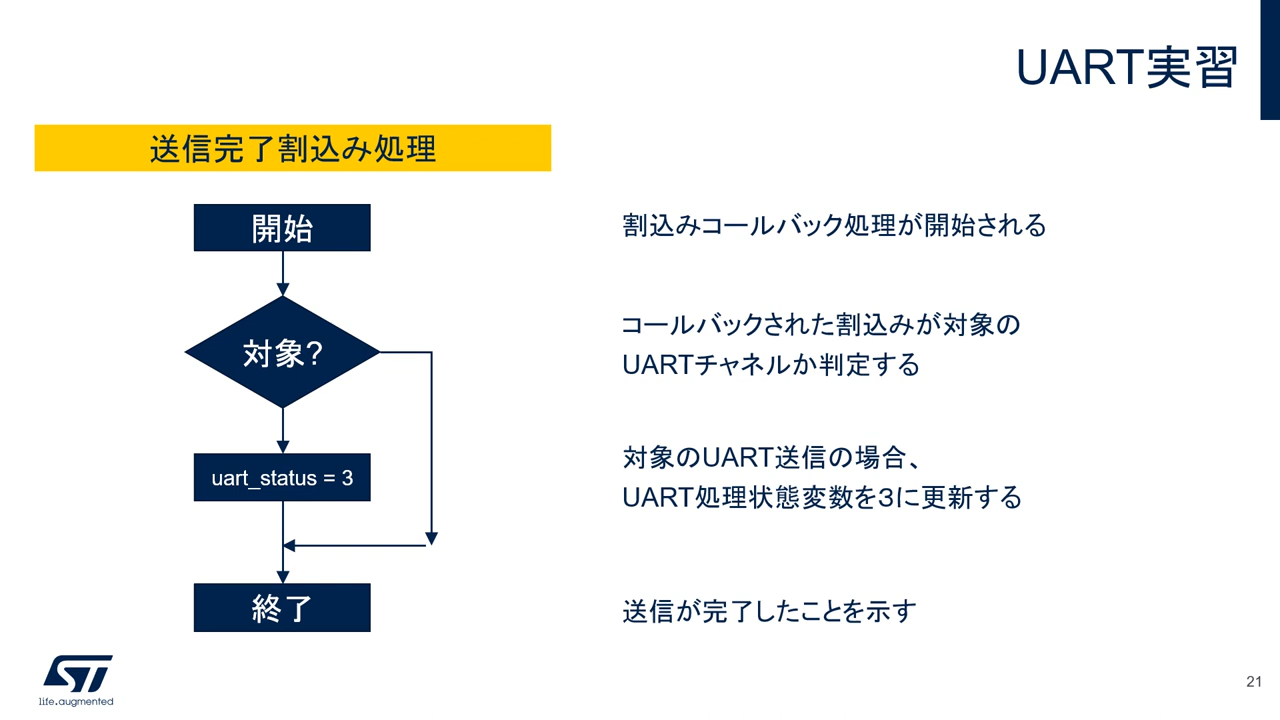 UART実習
送信完了割込み処理
開始
割込みコールバック処理が開始される
対象?
コールバックされた割込みが対象の
UARTチャネルか判定する
uart_status = 3
対象のUART送信の場合、
UART処理状態変数を３に更新する
終了
送信が完了したことを示す
ST
life.augmented
21